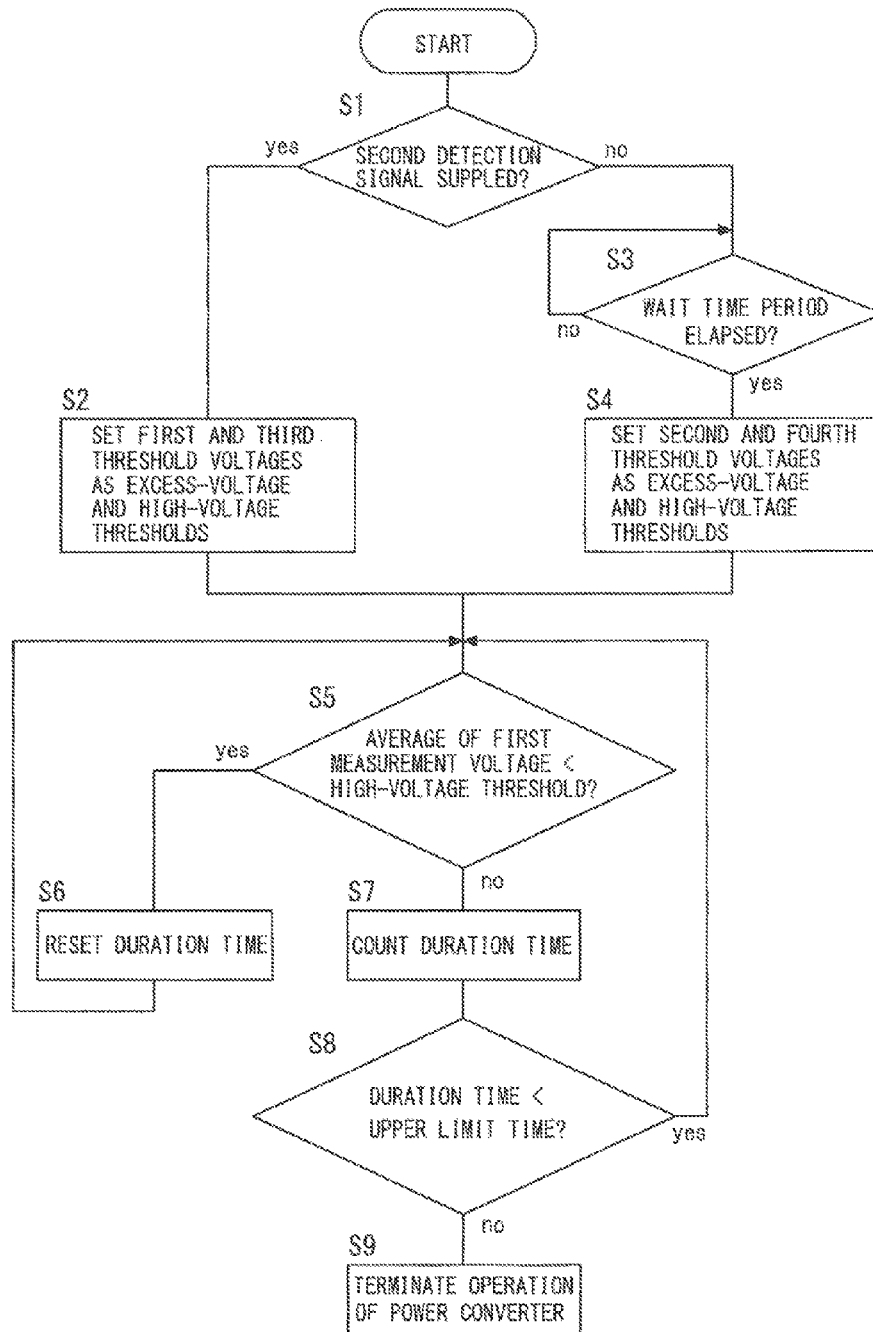 START
S1
yes
SECOND DETECTION
SIGNAL SUPPLED?
no
S3
WAIT TIME PERIOD
ELAPSED?
no
yes
S2
SET FIRST AND THIRD
THRESHOLD VOLTAGES
AS EXCESS-VOLTAGE
AND HIGH-VOLTAGE
THRESHOLDS
S4
SET SECOND AND FOURTH
THRESHOLD VOLTAGES
AS EXCESS-VOLTAGE
AND HIGH-VOLTAGE
THRESHOLDS
S5
yes
AVERAGE OF FIRST
MEASUREMENT VOLTAGE <
HIGH-VOLTAGE THRESHOLD?
no
S6
RESET DURATION TIME
S7
COUNT DURATION TIME
S8
DURATION TIME <
UPPER LIMIT TIME?
yes
no
S9
TERMINATE OPERATION
OF POWER CONVERTER